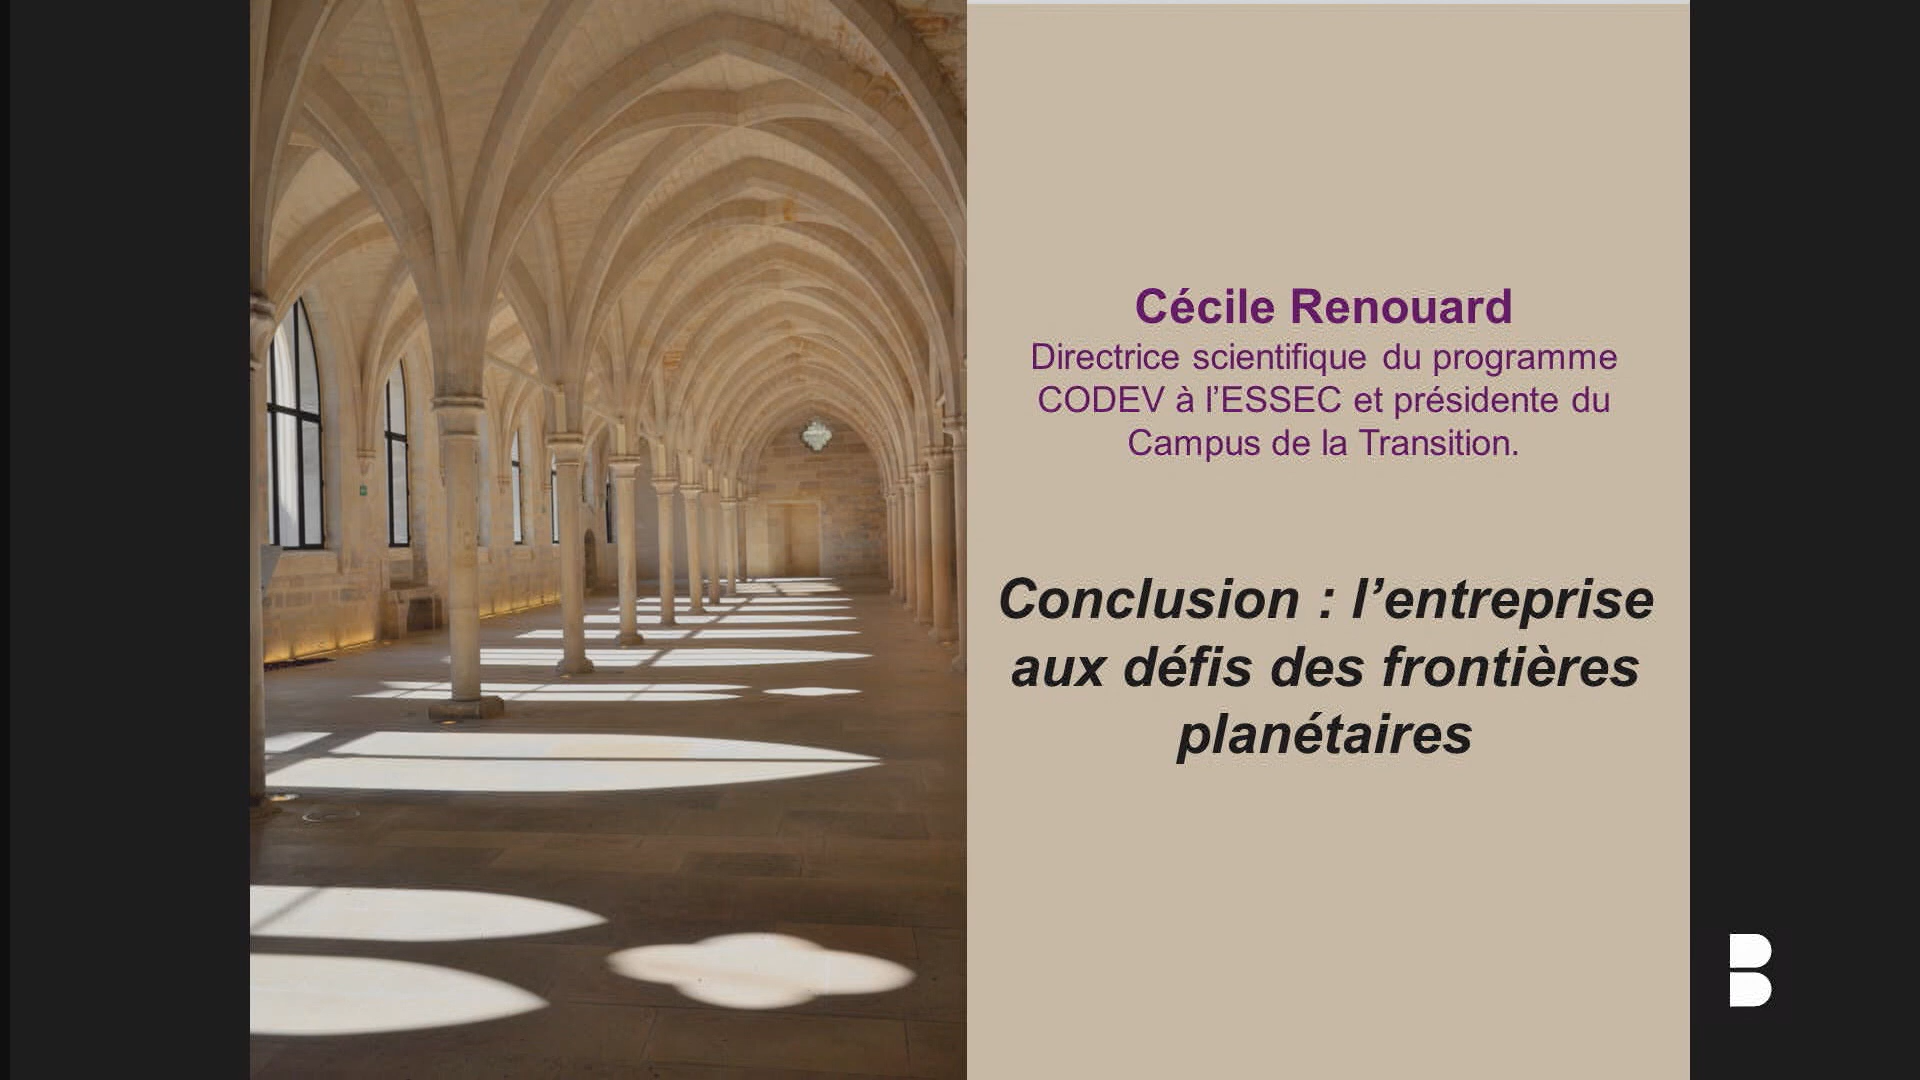 Cécile Renouard
Directrice scientifique du programme
CODEV à l’ESSEC et présidente du
Campus de la Transition.
Conclusion : l’entreprise
aux défis des frontières
planétaires
B